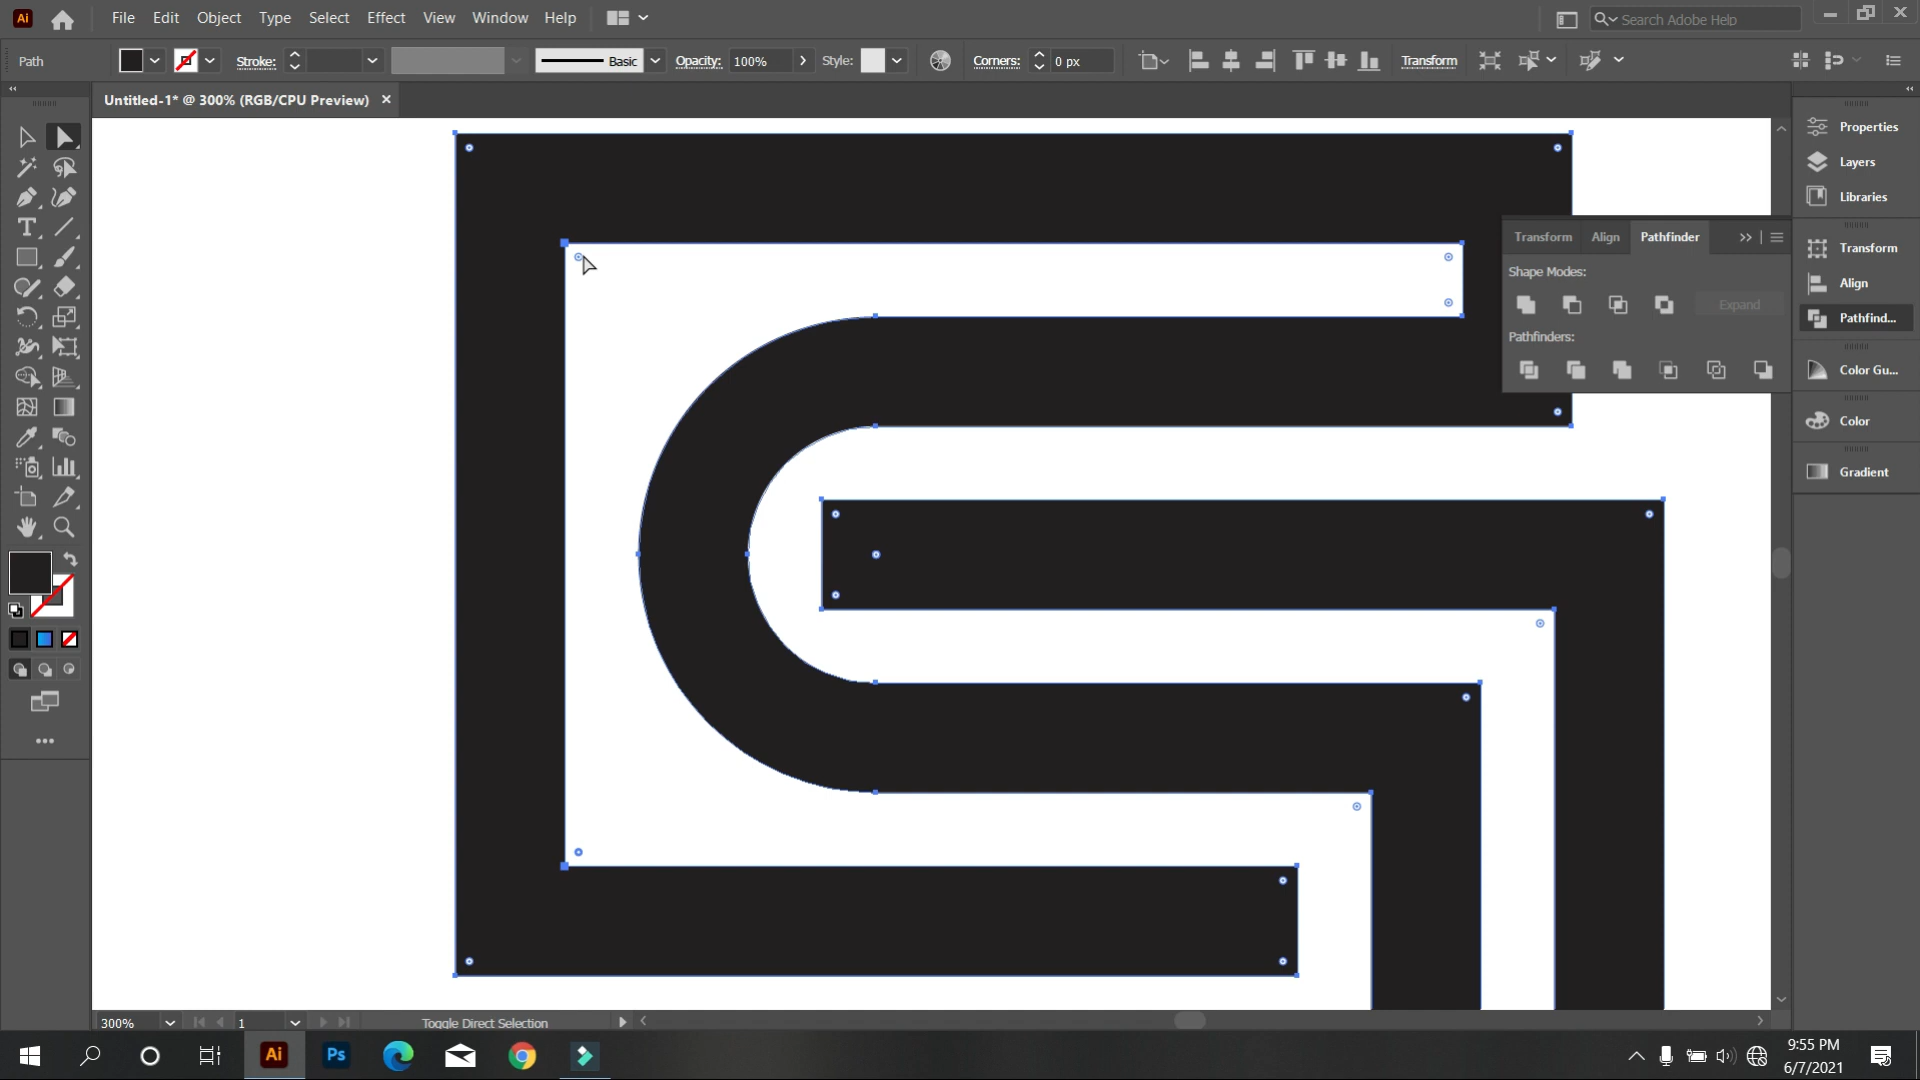 Ai File Edit Object Type Select Effect View Window Help Search Adobe Help
Path Stroke: Basic Opacity: 100% Style: Corners: 0 px Transform
Untitled-1* @ 300% (RGB/CPU Preview)
Properties
Layers
Libraries
Transform
Align
Pathfind...
Color Gu...
Color
Gradient
Transform Align Pathfinder
Shape Modes:
Expand
Pathfinders:
300% 1 Toggle Direct Selection
Ai Ps
9:55 PM
6/7/2021